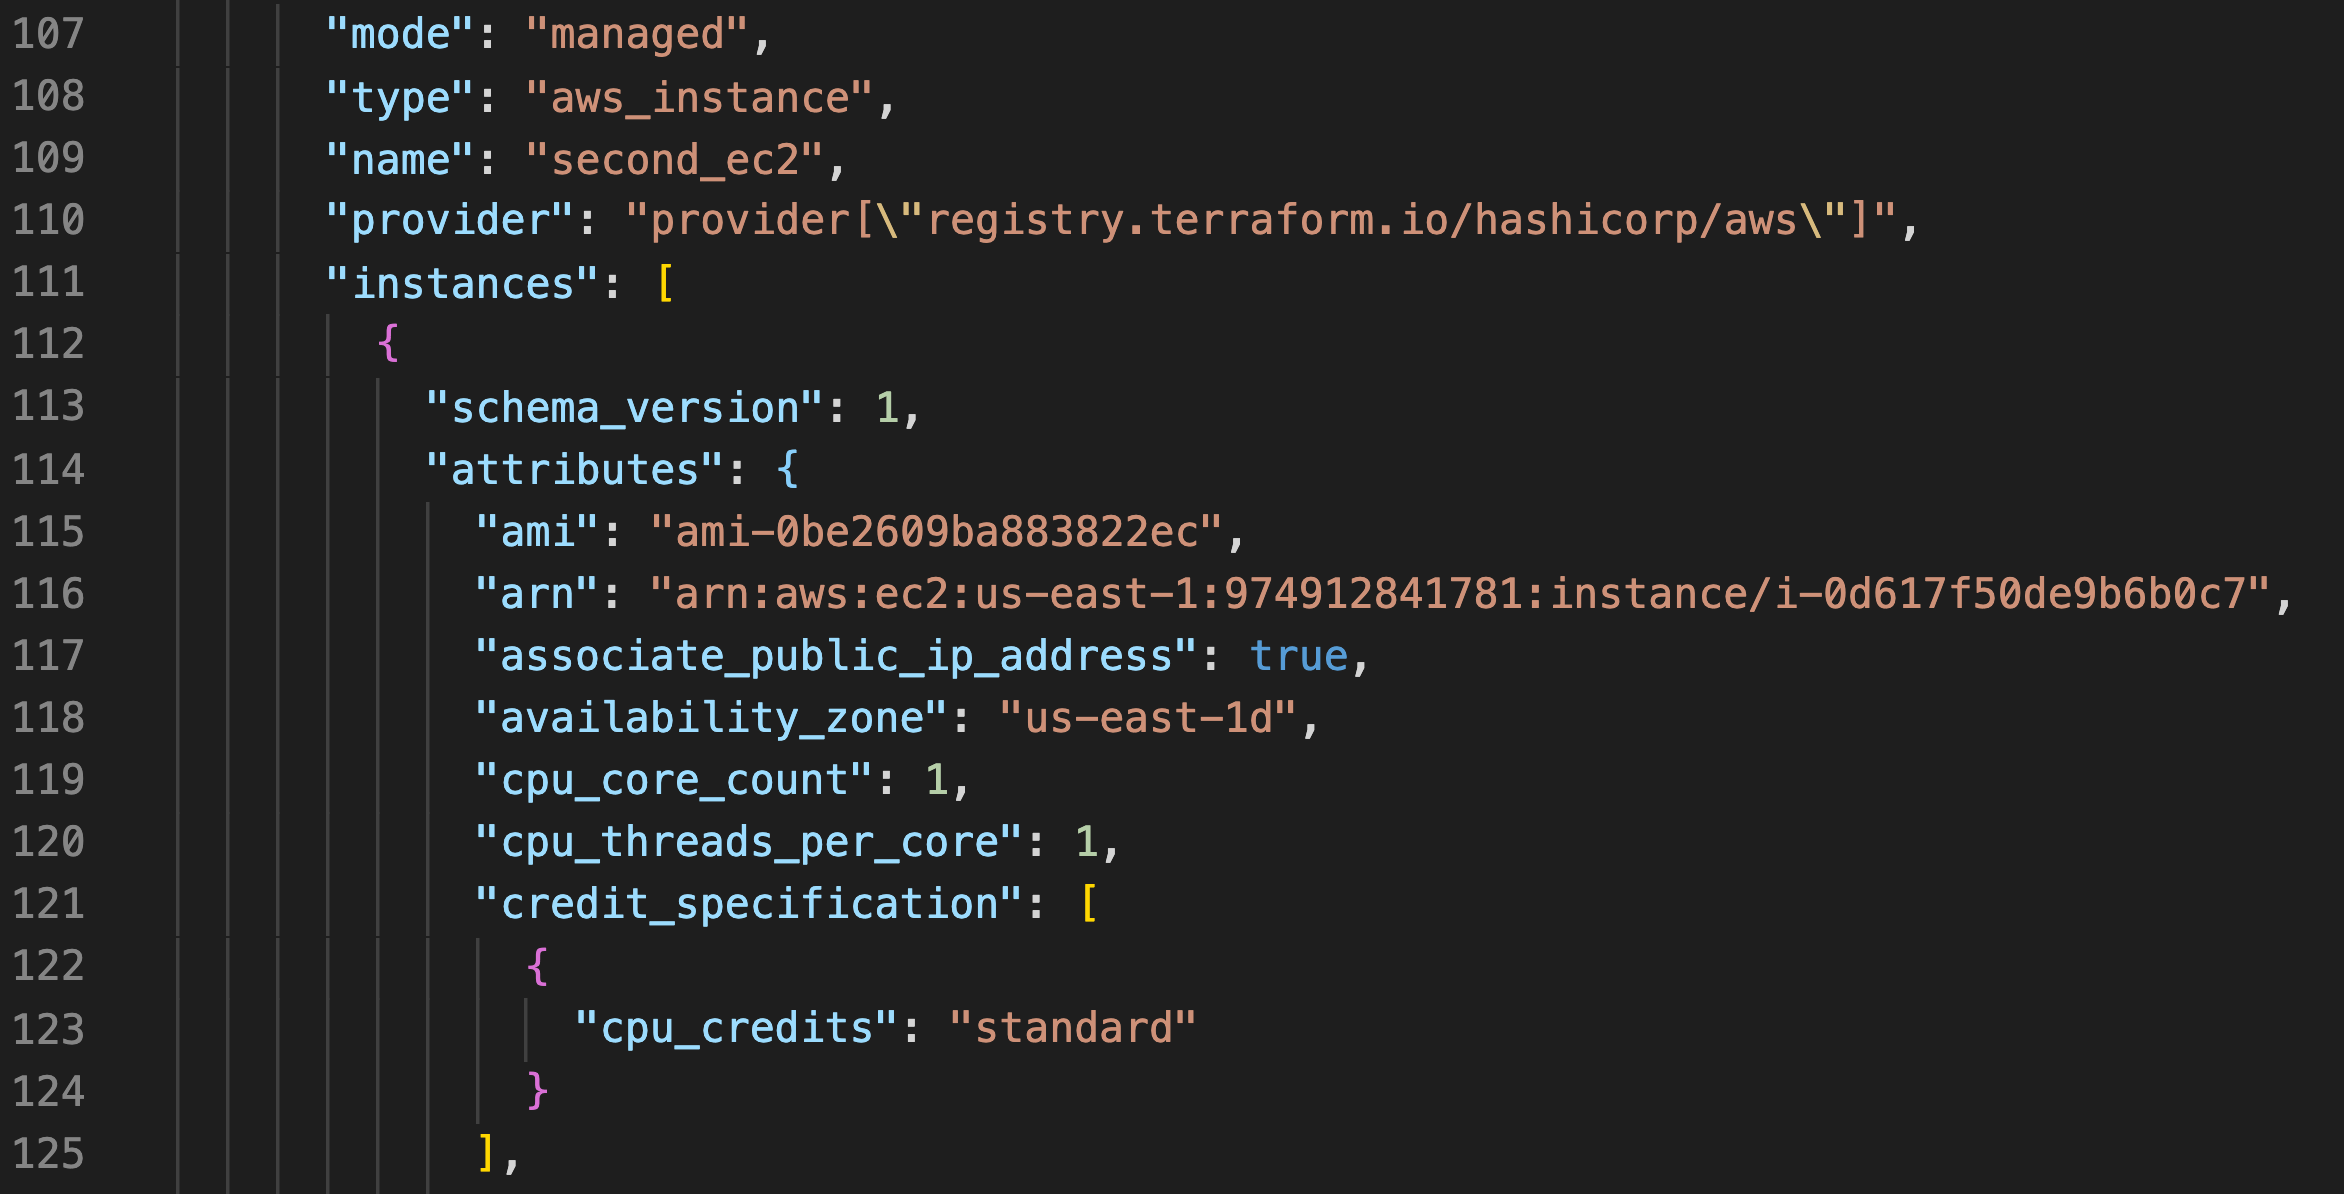 107 "mode": "managed",
108 "type": "aws_instance",
109 "name": "second_ec2",
110 "provider": "provider[\"registry.terraform.io/hashicorp/aws\"]",
111 "instances": [
112 {
113 "schema_version": 1,
114 "attributes": {
115 "ami": "ami-0be2609ba883822ec",
116 "arn": "arn:aws:ec2:us-east-1:974912841781:instance/i-0d617f50de9b6b0c7",
117 "associate_public_ip_address": true,
118 "availability_zone": "us-east-1d",
119 "cpu_core_count": 1,
120 "cpu_threads_per_core": 1,
121 "credit_specification": [
122 {
123 "cpu_credits": "standard"
124 }
125 ],